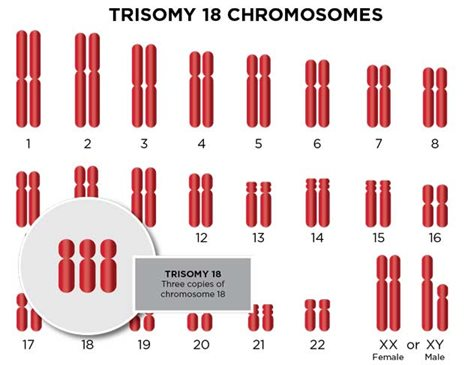 TRISOMY 18 CHROMOSOMES
1 2 3 4 5 6 7 8
12 13 14 15 16
TRISOMY 18
Three copies of
chromosome 18
17 18 19 20 21 22 XX or XY
Female Male